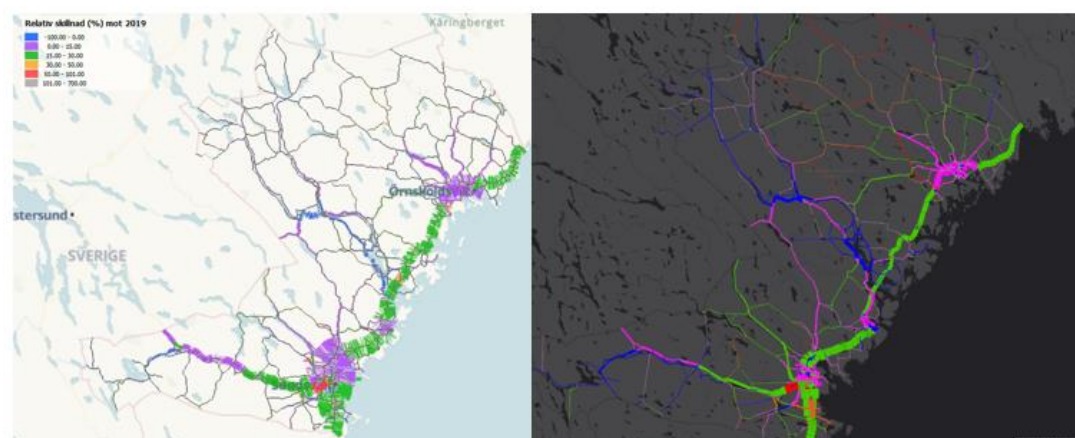 Relativ skillnad (%) mot 2019
-100.00 - 0.00
0.00 - 15.00
15.00 - 30.00
30.00 - 50.00
50.00 - 101.00
101.00 - 700.00
Käringberget
stersund
SVERIGE